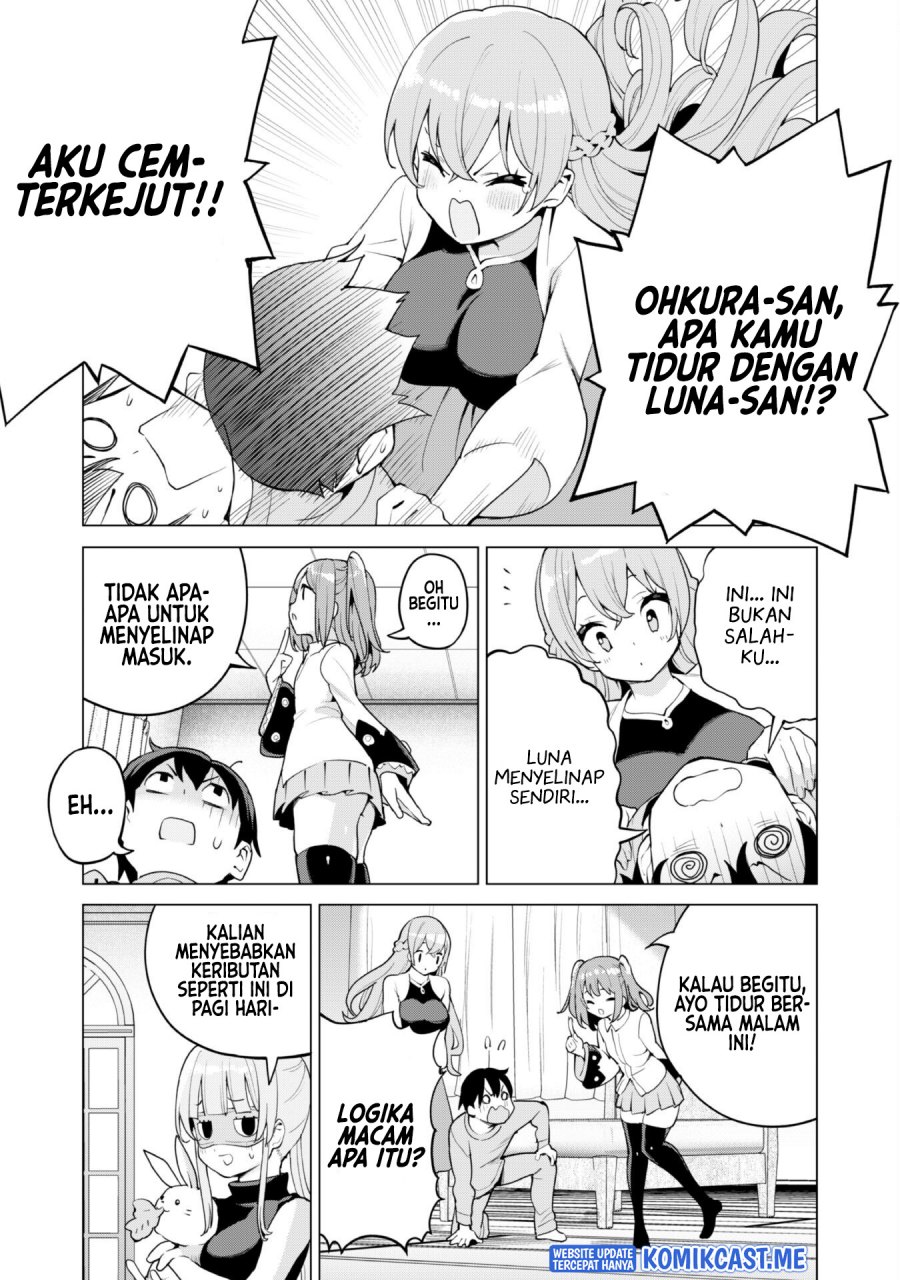 OHKURA-SAN,
APA KAMU
TIDUR DENGAN
LUNA-SAN!?
AKU CEM-
TERKEJUT!!
INI... INI
BUKAN
SALAH-
KU...
LUNA
MENYELINAP
SENDIRI...
OH
BEGITU
...
TIDAK APA-
APA UNTUK
MENYELINAP
MASUK.
EH...
KALAU BEGITU,
AYO TIDUR BER-
SAMA MALAM
INI!
LOGIKA
MACAM
APA ITU?
KALIAN
MENYEBABKAN
KERIBUTAN
SEPERTI INI DI
PAGI HARI-
WEBSITE UPDATE
TERCEPAT HANYA
KOMIKCAST.ME